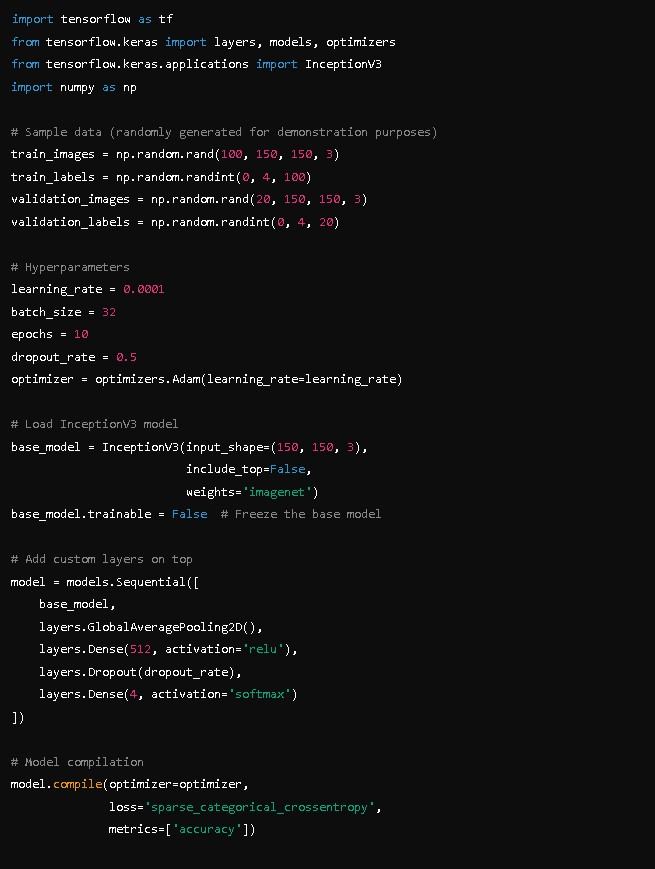 import tensorflow as tf
from tensorflow.keras import layers, models, optimizers
from tensorflow.keras.applications import InceptionV3
import numpy as np
# Sample data (randomly generated for demonstration purposes)
train_images = np.random.rand(100, 150, 150, 3)
train_labels = np.random.randint(0, 4, 100)
validation_images = np.random.rand(20, 150, 150, 3)
validation_labels = np.random.randint(0, 4, 20)
# Hyperparameters
learning_rate = 0.0001
batch_size = 32
epochs = 10
dropout_rate = 0.5
optimizer = optimizers.Adam(learning_rate=learning_rate)
# Load InceptionV3 model
base_model = InceptionV3(input_shape=(150, 150, 3),
                         include_top=False,
                         weights='imagenet')
base_model.trainable = False  # Freeze the base model
# Add custom layers on top
model = models.Sequential([
    base_model,
    layers.GlobalAveragePooling2D(),
    layers.Dense(512, activation='relu'),
    layers.Dropout(dropout_rate),
    layers.Dense(4, activation='softmax')
])
# Model compilation
model.compile(optimizer=optimizer,
              loss='sparse_categorical_crossentropy',
              metrics=['accuracy'])